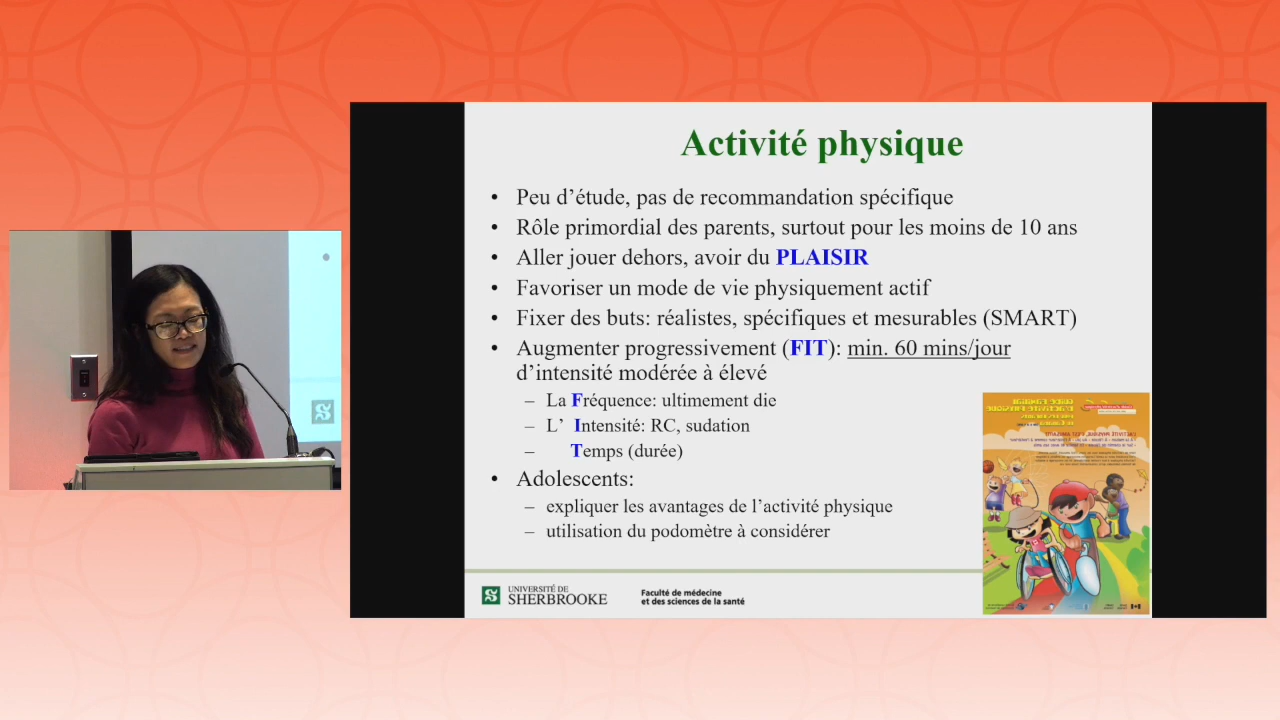 Activité physique
• Peu d’étude, pas de recommandation spécifique
• Rôle primordial des parents, surtout pour les moins de 10 ans
• Aller jouer dehors, avoir du PLAISIR
• Favoriser un mode de vie physiquement actif
• Fixer des buts: réalistes, spécifiques et mesurables (SMART)
• Augmenter progressivement (FIT): min. 60 mins/jour
d’intensité modérée à élevé
– La Fréquence: ultimement die
– L’ Intensité: RC, sudation
– Temps (durée)
• Adolescents:
– expliquer les avantages de l’activité physique
– utilisation du podomètre à considérer
UNIVERSITÉ DE
SHERBROOKE
Faculté de médecine
et des sciences de la santé